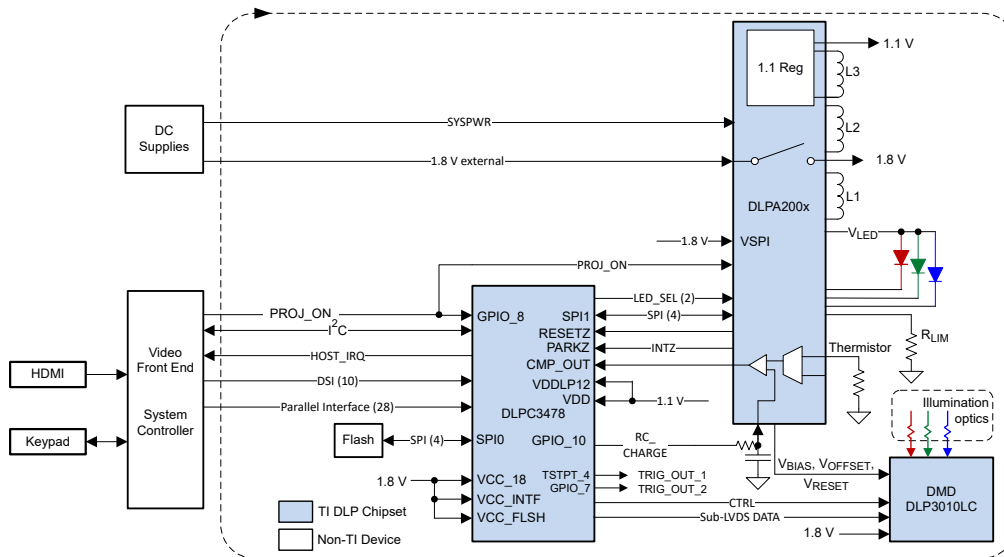 1.1 V
1.1 Reg
L3
DC
Supplies
SYSPWR
L2
1.8 V external
1.8 V
L1
DLPA200x
1.8 V
VSPI
VLED
PROJ_ON
PROJ_ON
GPIO_8
LED_SEL (2)
I2C
SPI1
SPI (4)
RESETZ
RLIM
HOST_IRQ
PARKZ
INTZ
Video
Front End
CMP_OUT
Thermistor
HDMI
DSI (10)
VDDLP12
VDD
1.1 V
Parallel Interface (28)
DLPC3478
Illumination
optics
System
Controller
Keypad
Flash
SPI (4)
SPI0
GPIO_10
RC_
CHARGE
VBIAS, VOFFSET,
VRESET
1.8 V
VCC_18
TSTPT_4
TRIG_OUT_1
GPIO_7
TRIG_OUT_2
VCC_INTF
CTRL
DMD
DLP3010LC
TI DLP Chipset
VCC_FLSH
Sub-LVDS DATA
Non-TI Device
1.8 V